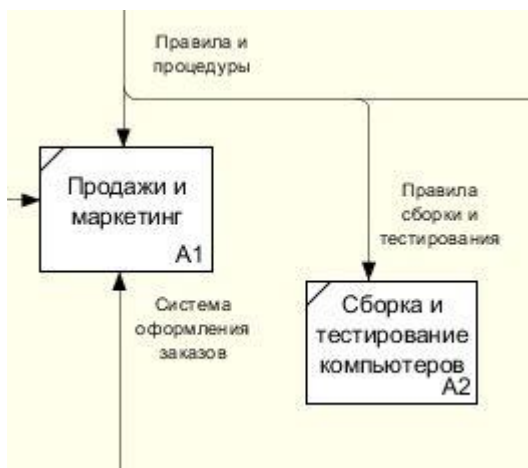 Правила и
процедуры
Продажи и
маркетинг
A1
Правила
сборки и
тестирования
Система
оформления
заказов
Сборка и
тестирование
компьютеров
A2